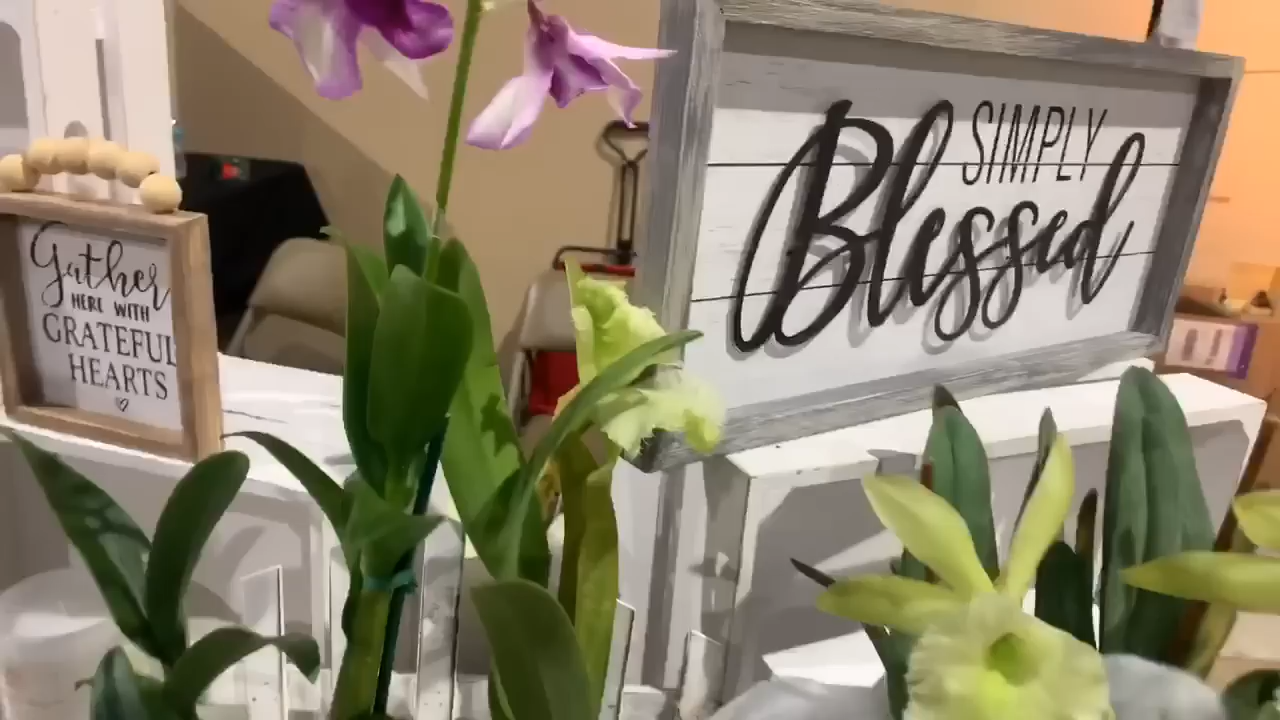 Gather
HERE WITH
GRATEFUL
HEARTS
SIMPLY
Blessed